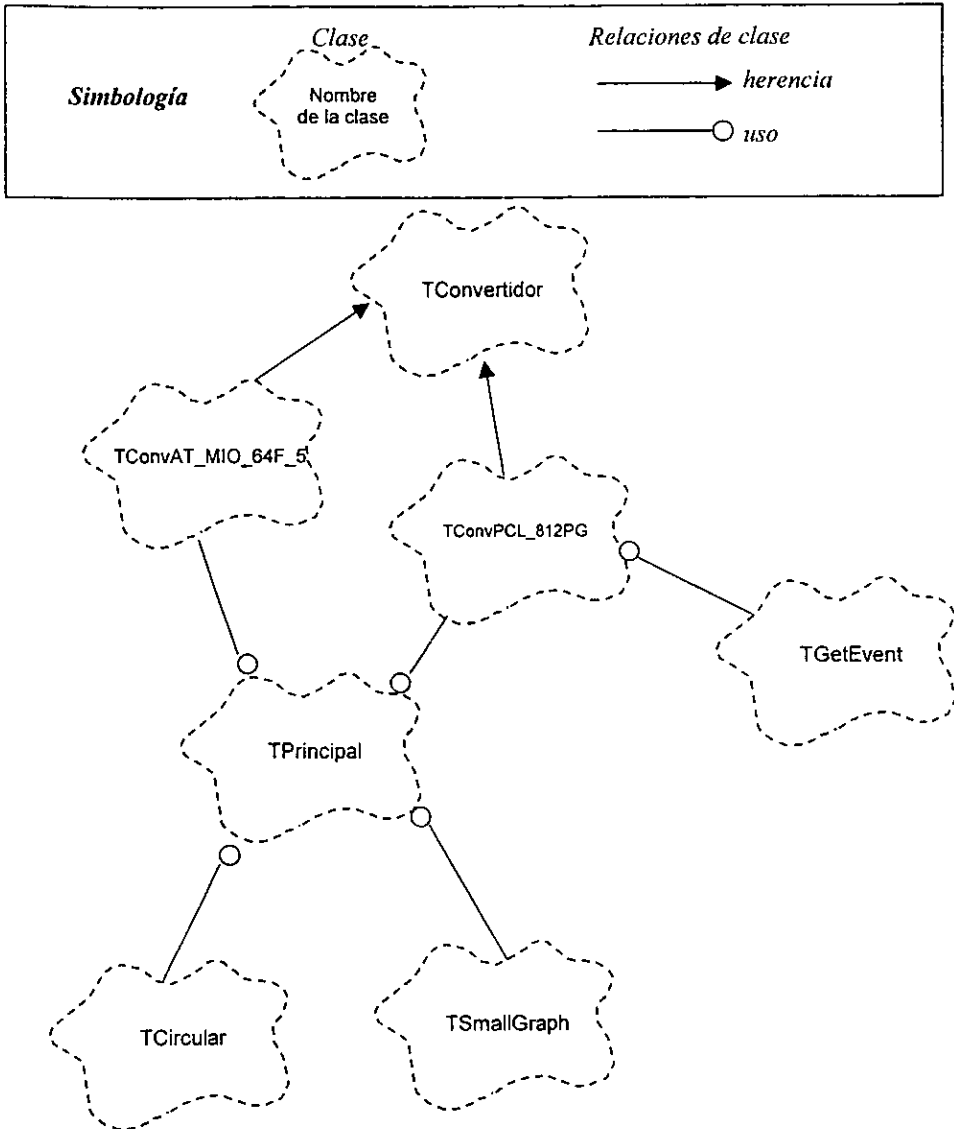 Clase
Relaciones de clase
Simbología
Nombre
de la clase
herencia
uso
TConvertidor
TConvAT_MIO_64F_5
TConvPCL_812PG
TGetEvent
TPrincipal
TSmallGraph
TCircular